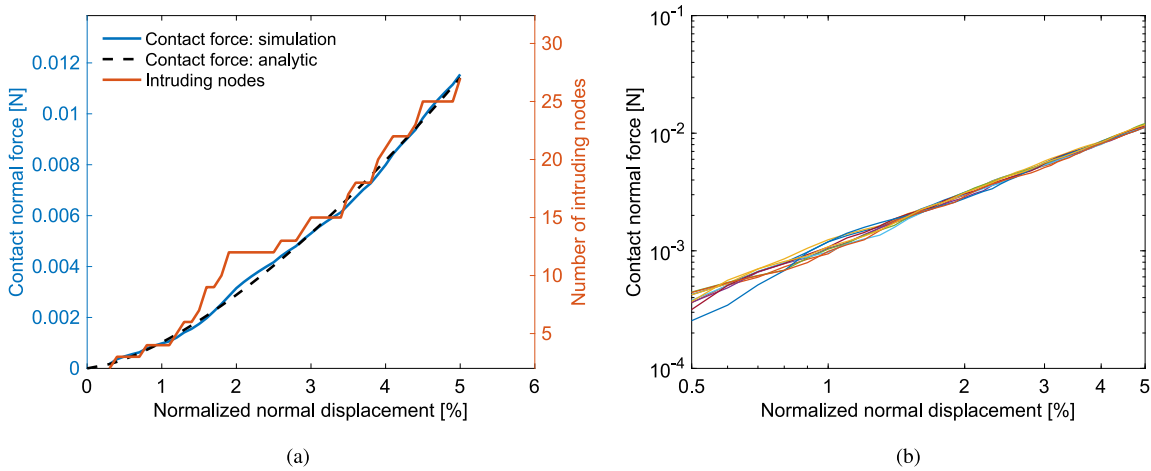 Contact force: simulation
Contact force: analytic
Intruding nodes
Contact normal force [N]
0.012
0.01
0.008
0.006
0.004
0.002
0
0 1 2 3 4 5 6
Normalized normal displacement [%]
30
25
20
15
10
5
Number of intruding nodes
(a)
Contact normal force [N]
10-1
10-2
10-3
10-4
0.5 1 2 3 4 5
Normalized normal displacement [%]
(b)